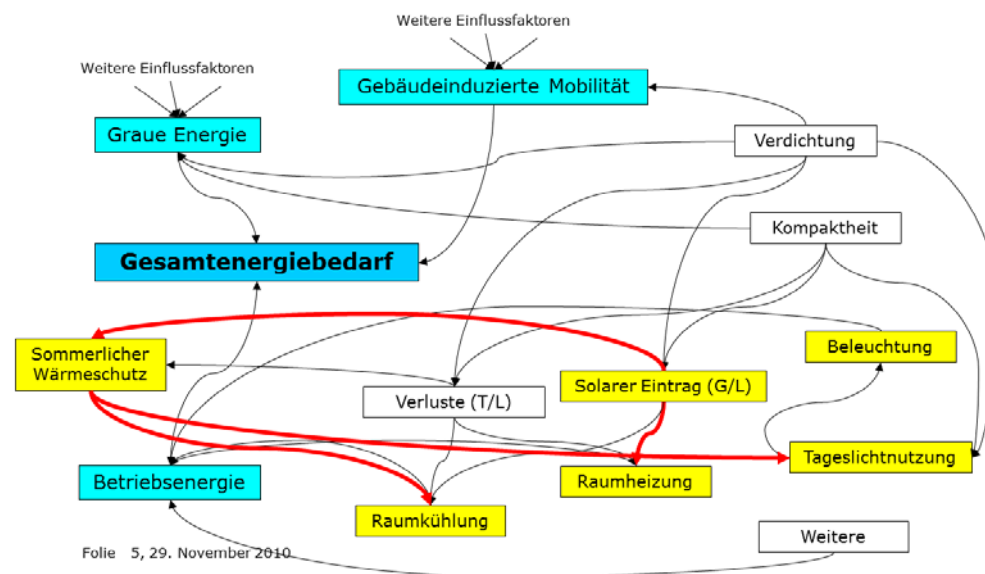 Weitere Einflussfaktoren
Weitere Einflussfaktoren
Gebäudeinduzierte Mobilität
Graue Energie
Verdichtung
Kompaktheit
Gesamtenergiebedarf
Sommerlicher
Wärmeschutz
Beleuchtung
Solarer Eintrag (G/L)
Verluste (T/L)
Tageslichtnutzung
Betriebsenergie
Raumheizung
Raumkühlung
Weitere
Folie 5, 29. November 2010